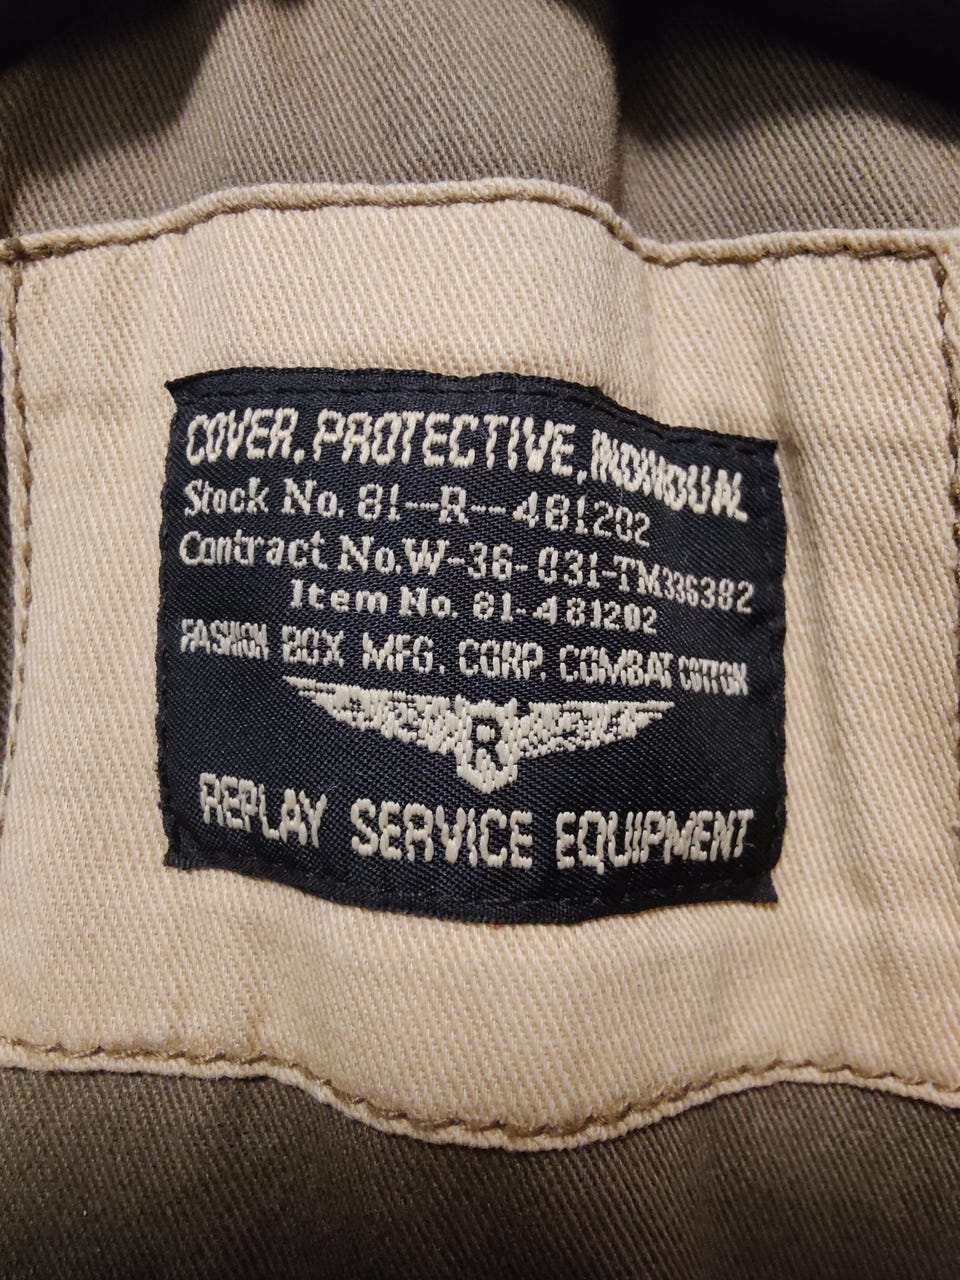 COVER, PROTECTIVE, INDIVIDUAL
Stock No. 81--R--481202
Contract No. W-36-031-TM336382
Item No. 81-481202
FASHION BOX MFG. CORP. COMBAT COTTON
R
REPLAY SERVICE EQUIPMENT